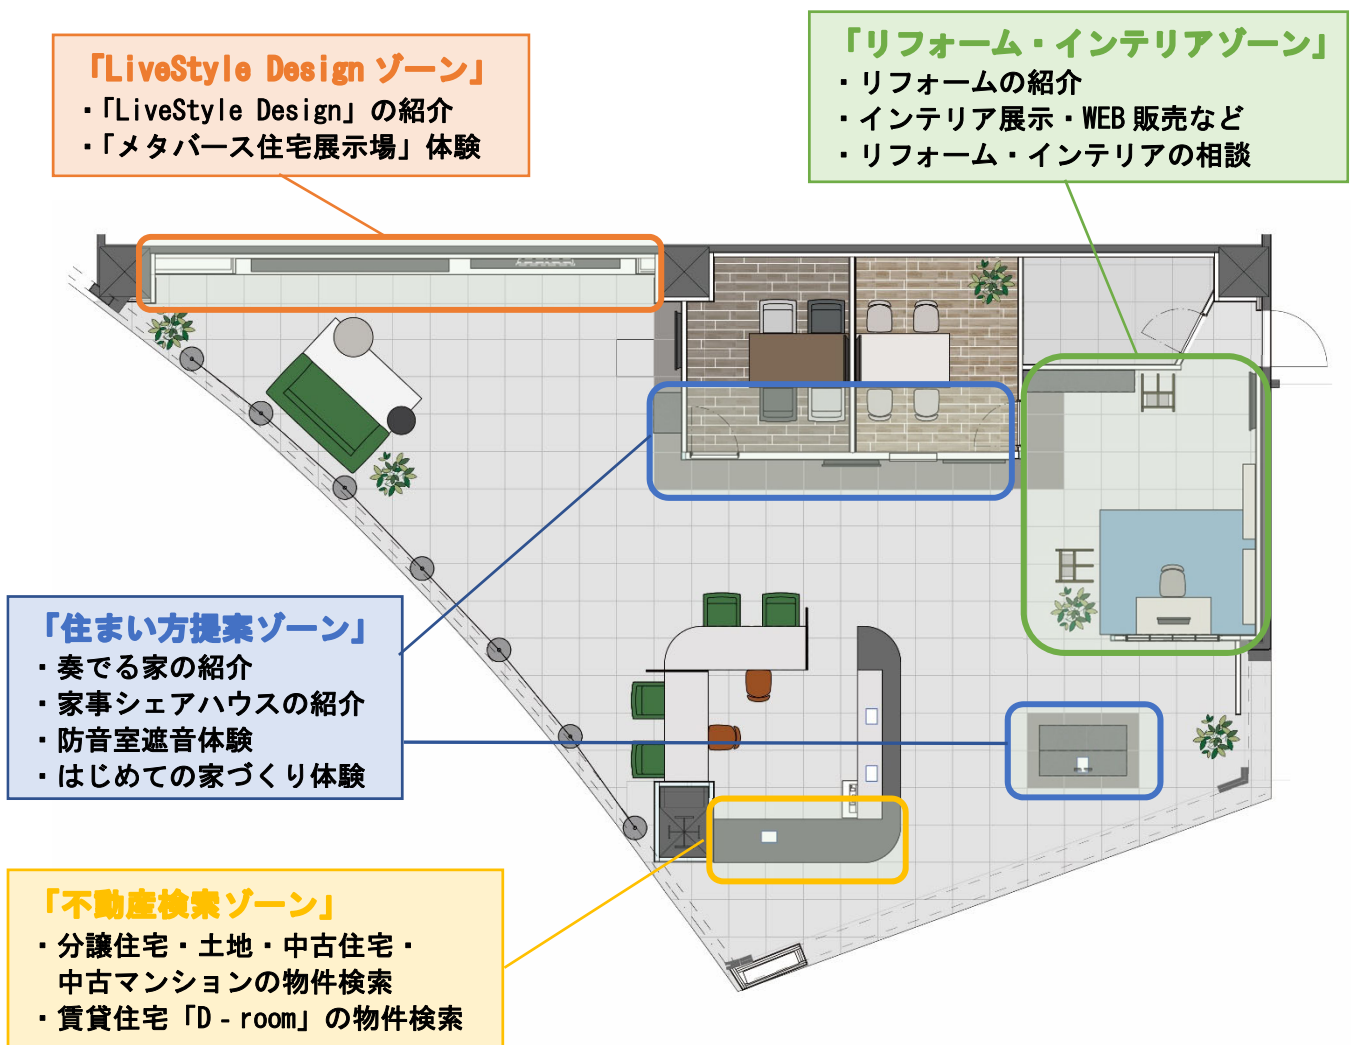 「LiveStyle Design ゾーン」
・「LiveStyle Design」の紹介
・「メタバース住宅展示場」体験
「リフォーム・インテリアゾーン」
・リフォームの紹介
・インテリア展示・WEB 販売など
・リフォーム・インテリアの相談
「住まい方提案ゾーン」
・奏でる家の紹介
・家事シェアハウスの紹介
・防音室遮音体験
・はじめての家づくり体験
「不動産検索ゾーン」
・分譲住宅・土地・中古住宅・
中古マンションの物件検索
・賃貸住宅「D‐room」の物件検索